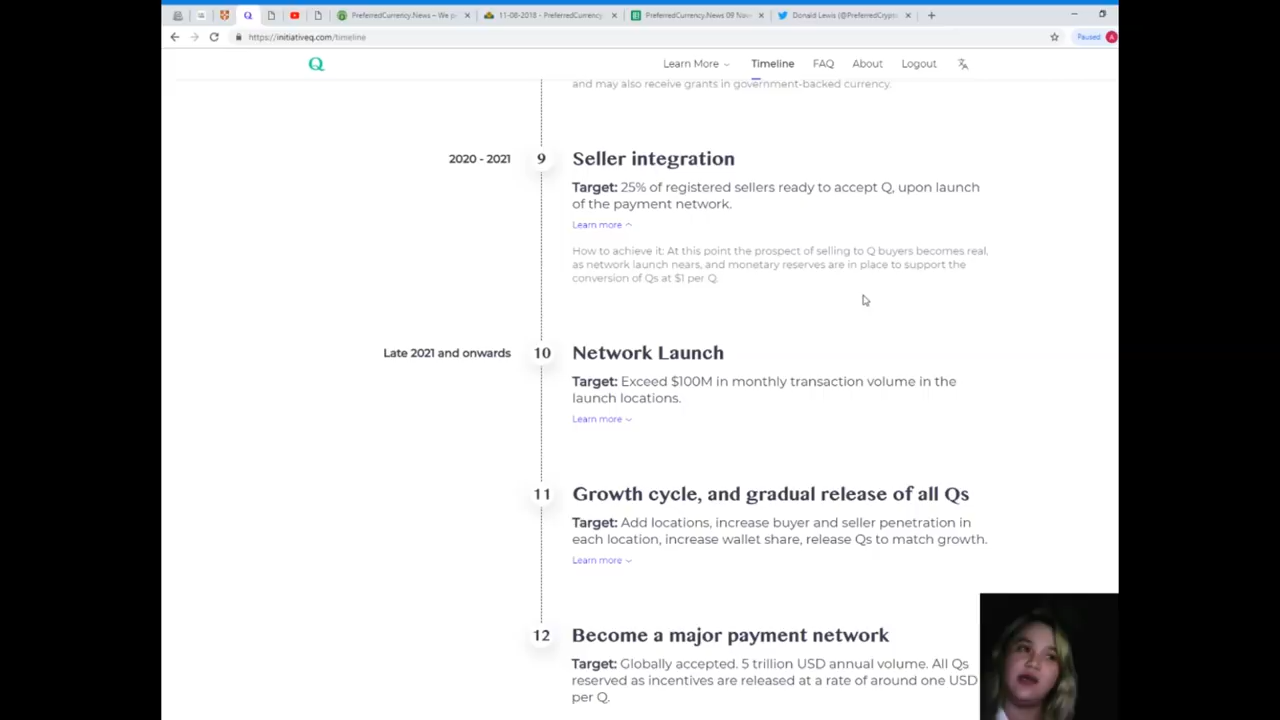 PreferredCurrency.News – We p
11-08-2018 - PreferredCurrency
PreferredCurrency.News 09 Nov
Donald Lewis (@PreferredCrypt
https://initiativeq.com/timeline
Paused
A
Q
Learn More
Timeline
FAQ
About
Logout
and may also receive grants in government-backed currency.
2020 - 2021
9
Seller integration
Target: 25% of registered sellers ready to accept Q, upon launch
of the payment network.
Learn more
How to achieve it: At this point the prospect of selling to Q buyers becomes real,
as network launch nears, and monetary reserves are in place to support the
conversion of Qs at $1 per Q.
Late 2021 and onwards
10
Network Launch
Target: Exceed $100M in monthly transaction volume in the
launch locations.
Learn more
11
Growth cycle, and gradual release of all Qs
Target: Add locations, increase buyer and seller penetration in
each location, increase wallet share, release Qs to match growth.
Learn more
12
Become a major payment network
Target: Globally accepted. 5 trillion USD annual volume. All Qs
reserved as incentives are released at a rate of around one USD
per Q.